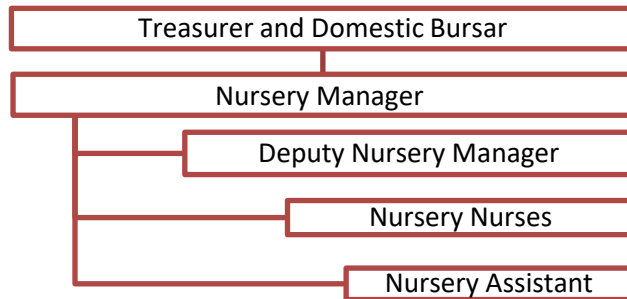 Treasurer and Domestic Bursar
Nursery Manager
Deputy Nursery Manager
Nursery Nurses
Nursery Assistant